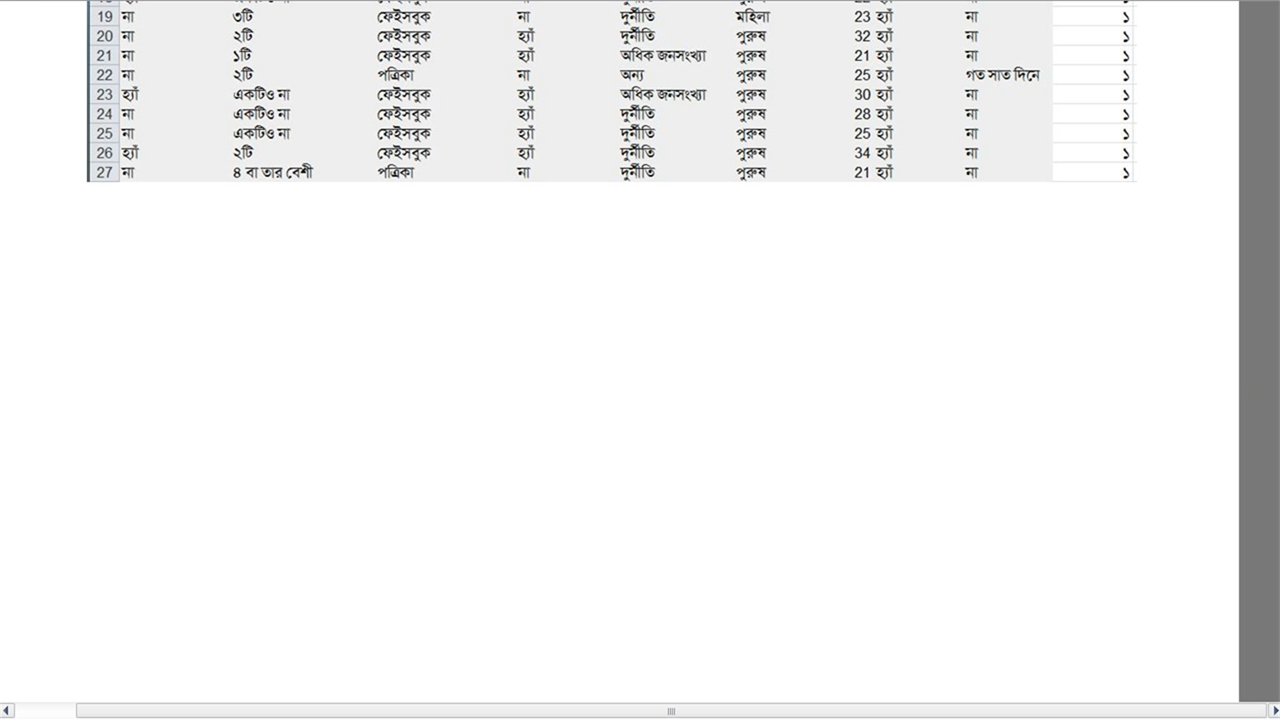 19 না ৩টি ফেইসবুক না দুর্নীতি মহিলা 23 হ্যাঁ না ১
20 না ২টি ফেইসবুক হ্যাঁ দুর্নীতি পুরুষ 32 হ্যাঁ না ১
21 না ১টি ফেইসবুক হ্যাঁ অধিক জনসংখ্যা পুরুষ 21 হ্যাঁ না ১
22 না ২টি পত্রিকা না অন্য পুরুষ 25 হ্যাঁ গত সাত দিনে ১
23 হ্যাঁ একটিও না ফেইসবুক হ্যাঁ অধিক জনসংখ্যা পুরুষ 30 হ্যাঁ না ১
24 না একটিও না ফেইসবুক হ্যাঁ দুর্নীতি পুরুষ 28 হ্যাঁ না ১
25 না একটিও না ফেইসবুক হ্যাঁ দুর্নীতি পুরুষ 25 হ্যাঁ না ১
26 হ্যাঁ ২টি ফেইসবুক হ্যাঁ দুর্নীতি পুরুষ 34 হ্যাঁ না ১
27 না ৪ বা তার বেশী পত্রিকা না দুর্নীতি পুরুষ 21 হ্যাঁ না ১